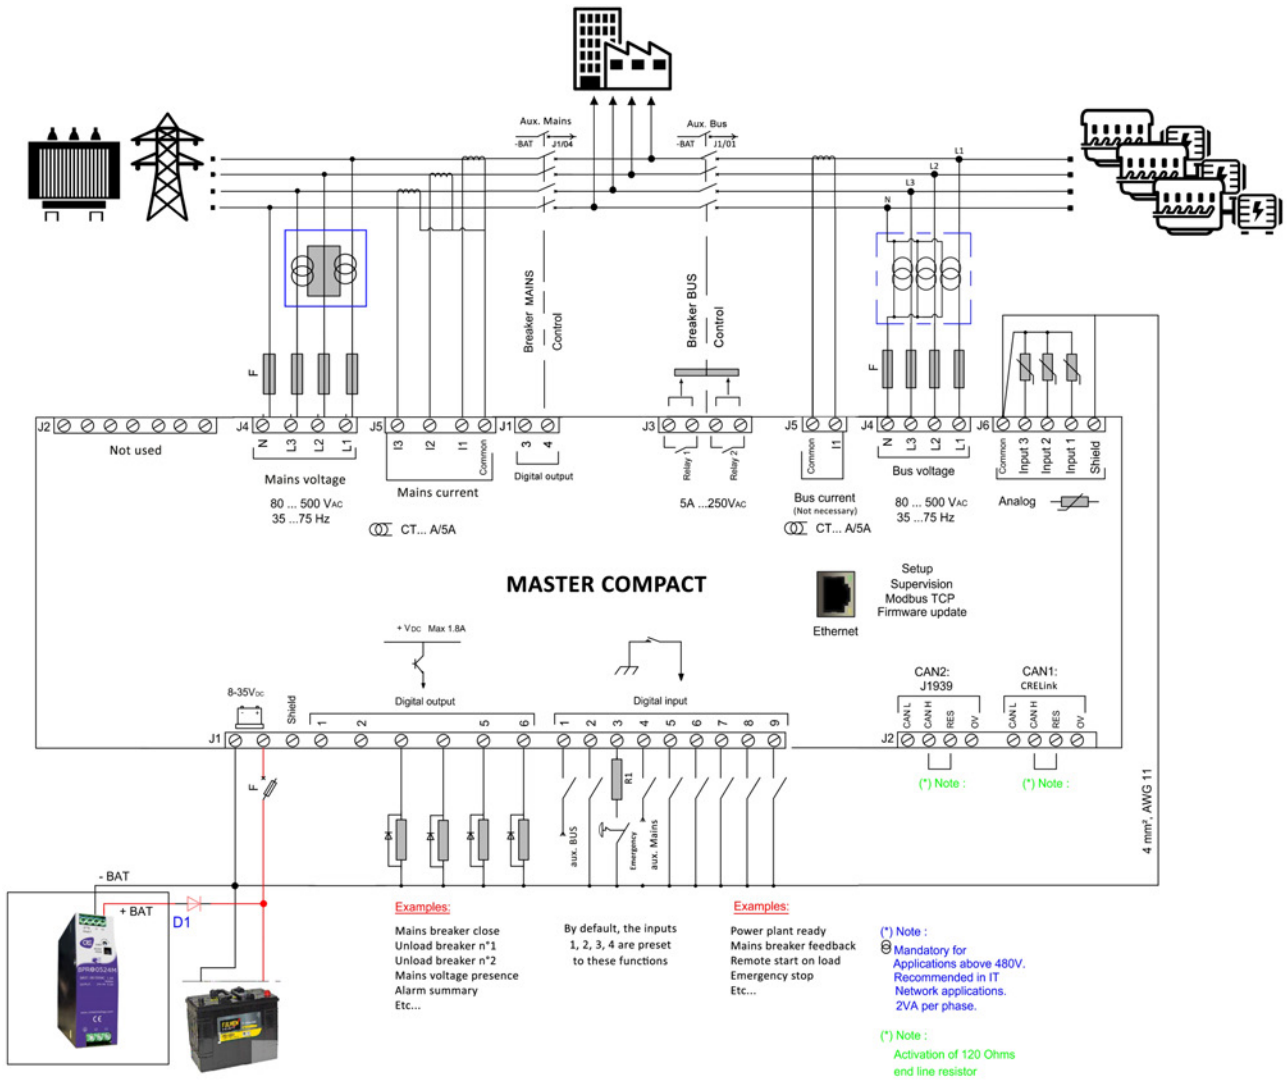 Aux. Mains
-BAT
J1/04
Aux. Bus
-BAT
J1/01
L1
L2
L3
N
Breaker MAINS
Control
Breaker BUS
Control
F
F
J2
Not used
J4
N
L3
L2
L1
Mains voltage
80 ... 500 VAC
35 ...75 Hz
J5
I3
I2
I1
Common
Mains current
CT... A/5A
J1
3
4
Digital output
J3
Relay 1
Relay 2
5A ...250VAC
J5
Common
I1
Bus current
(Not necessary)
CT... A/5A
J4
N
L3
L2
L1
Bus voltage
80 ... 500 VAC
35 ...75 Hz
J6
Common
Input 3
Input 2
Input 1
Shield
Analog
MASTER COMPACT
Ethernet
Setup
Supervision
Modbus TCP
Firmware update
+ VDC Max 1.8A
Digital output
Digital input
8-35VDC
Shield
J1
1
2
5
6
1
2
3
4
5
6
7
8
9
CAN2:
J1939
CAN L
CAN H
RES
OV
CAN1:
CRELink
CAN L
CAN H
RES
OV
J2
(*) Note :
(*) Note :
4 mm², AWG 11
F
R1
aux. BUS
Emergency
aux. Mains
- BAT
+ BAT
D1
Examples:
Mains breaker close
Unload breaker n°1
Unload breaker n°2
Mains voltage presence
Alarm summary
Etc...
By default, the inputs
1, 2, 3, 4 are preset
to these functions
Examples:
Power plant ready
Mains breaker feedback
Remote start on load
Emergency stop
Etc...
(*) Note :
Mandatory for
Applications above 480V.
Recommended in IT
Network applications.
2VA per phase.
(*) Note :
Activation of 120 Ohms
end line resistor
CE
FULMEN